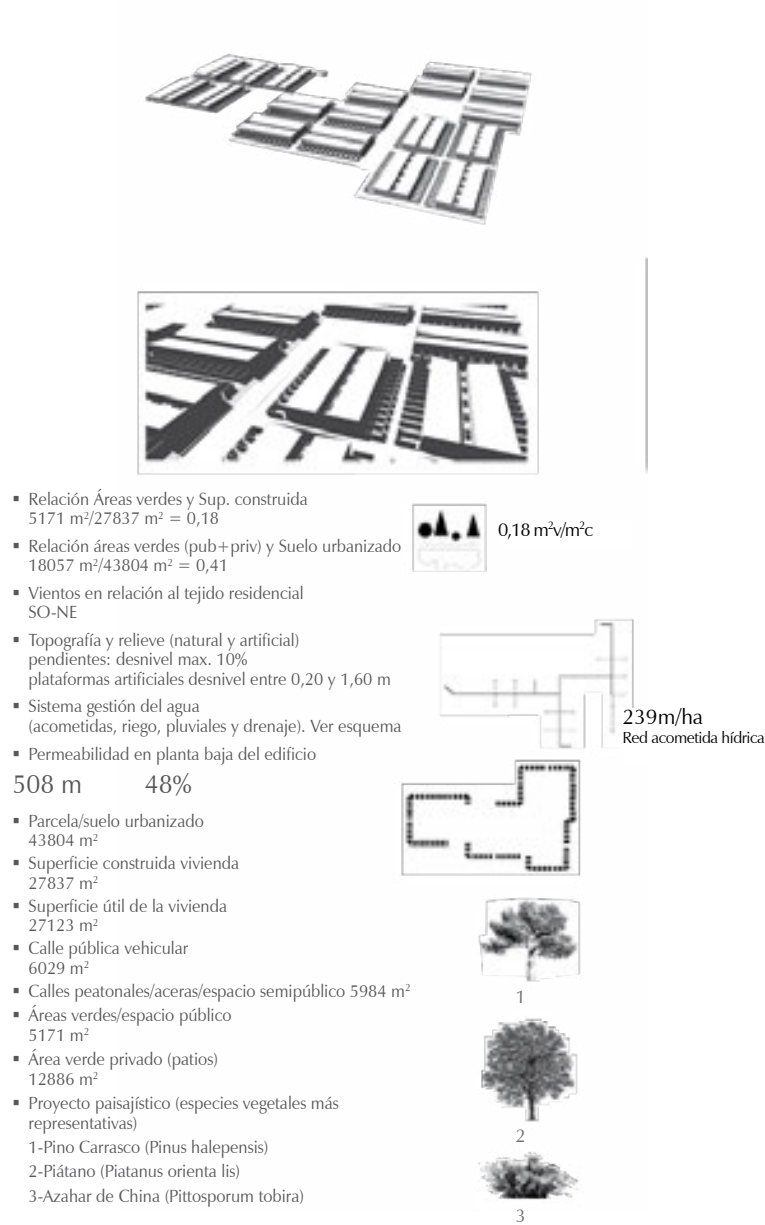 ▪ Relación Áreas verdes y Sup. construida
5171 m²/27837 m² = 0,18
0,18 m²v/m²c
▪ Relación áreas verdes (pub+priv) y Suelo urbanizado
18057 m²/43804 m² = 0,41
▪ Vientos en relación al tejido residencial
SO-NE
▪ Topografía y relieve (natural y artificial)
pendientes: desnivel max. 10%
plataformas artificiales desnivel entre 0,20 y 1,60 m
▪ Sistema gestión del agua
(acometidas, riego, pluviales y drenaje). Ver esquema
239m/ha
Red acometida hídrica
▪ Permeabilidad en planta baja del edificio
508 m 48%
▪ Parcela/suelo urbanizado
43804 m²
▪ Superficie construida vivienda
27837 m²
▪ Superficie útil de la vivienda
27123 m²
▪ Calle pública vehicular
6029 m²
▪ Calles peatonales/aceras/espacio semipúblico 5984 m²
▪ Áreas verdes/espacio público
5171 m²
▪ Área verde privado (patios)
12886 m²
▪ Proyecto paisajístico (especies vegetales más
representativas)
1-Pino Carrasco (Pinus halepensis)
2-Piátano (Piatanus orienta lis)
3-Azahar de China (Pittosporum tobira)
1
2
3